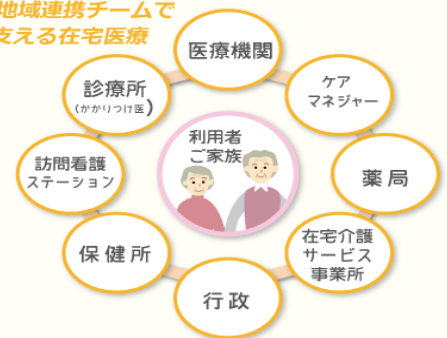 地域連携チームで
支える在宅医療
医療機関
ケア
マネジャー
薬局
在宅介護
サービス
事業所
行政
保健所
訪問看護
ステーション
診療所
(かかりつけ医)
利用者
ご家族